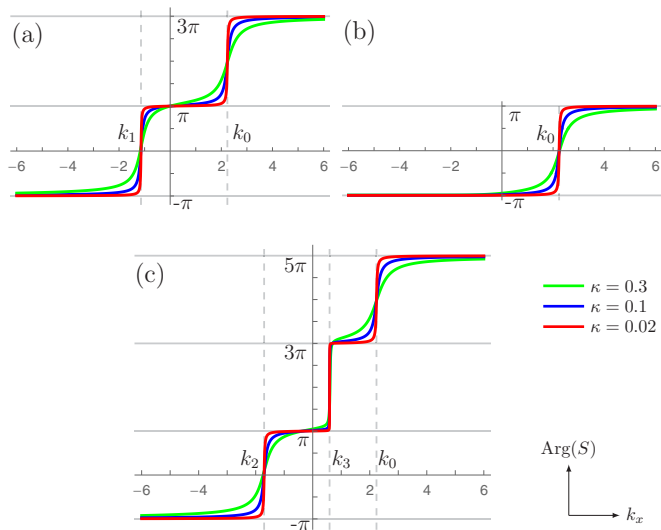 (a)
3π
π
k₁
k₀
−6 −4 −2 2 4 6
-π
(b)
π
k₀
−6 −4 −2 2 4 6
-π
(c)
5π
3π
π
k₂
k₃
k₀
−6 −4 −2 2 4 6
-π
κ = 0.3
κ = 0.1
κ = 0.02
Arg(S)
kₓ